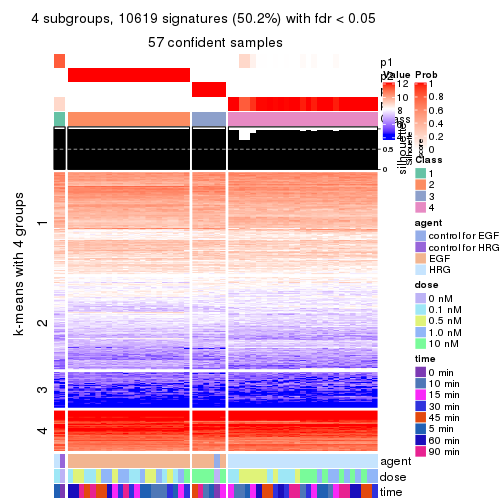 4 subgroups, 10619 signatures (50.2%) with fdr < 0.05
57 confident samples
p1
p2
Class
silhouette
0.5
0
k-means with 4 groups
1
2
3
4
agent
dose
time
Value
12
10
8
6
4
Prob
1
0.8
0.6
0.4
0.2
0
Class
1
2
3
4
agent
control for EGF
control for HRG
EGF
HRG
dose
0 nM
0.1 nM
0.5 nM
1.0 nM
10 nM
time
0 min
10 min
15 min
30 min
45 min
5 min
60 min
90 min